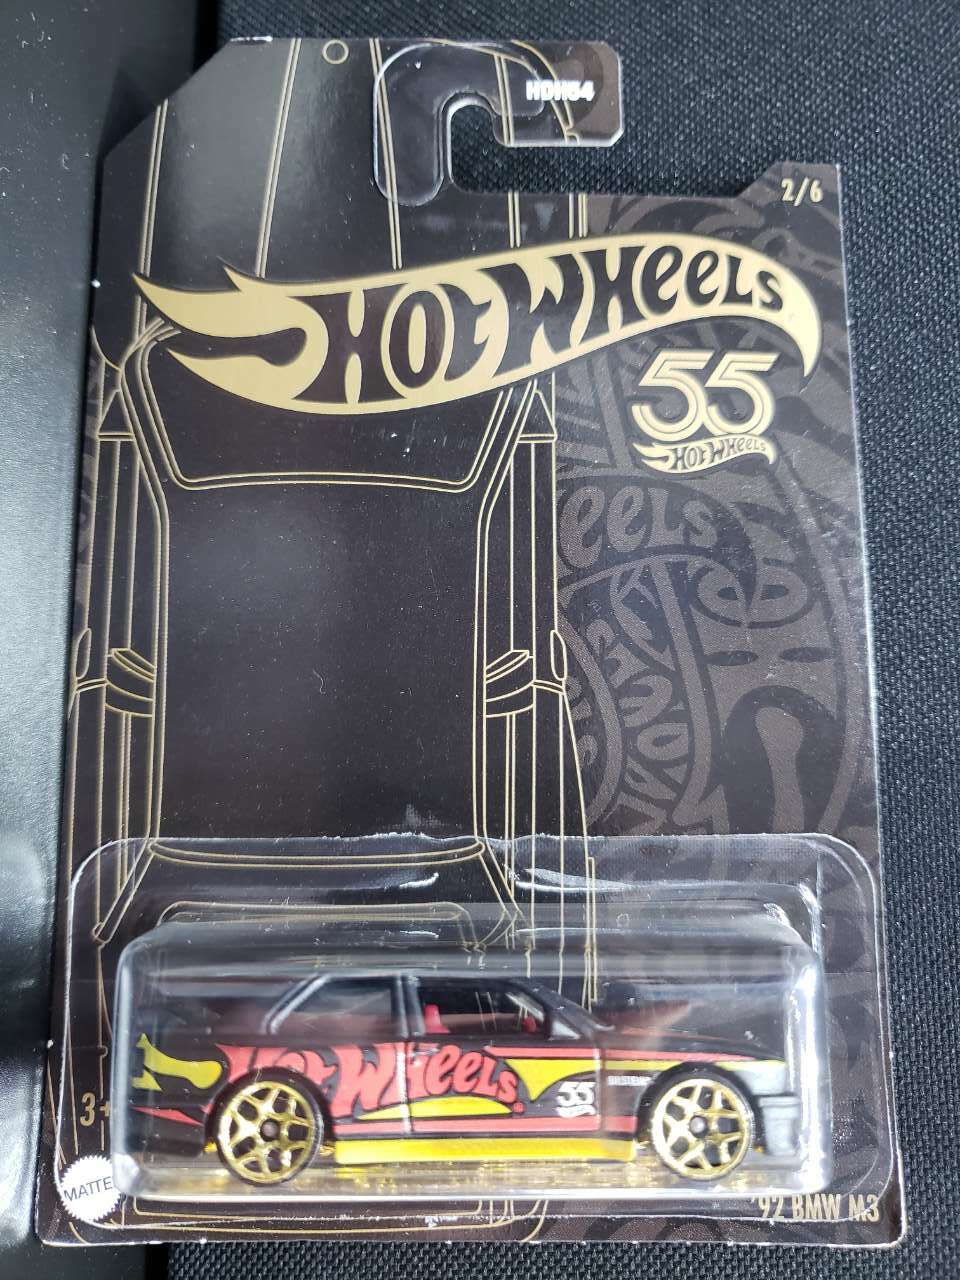 HDH54
2/6
HOT WHEELS
55
HOT WHEELS
HOT WHEELS
55
3+
MATTE
'92 BMW M3